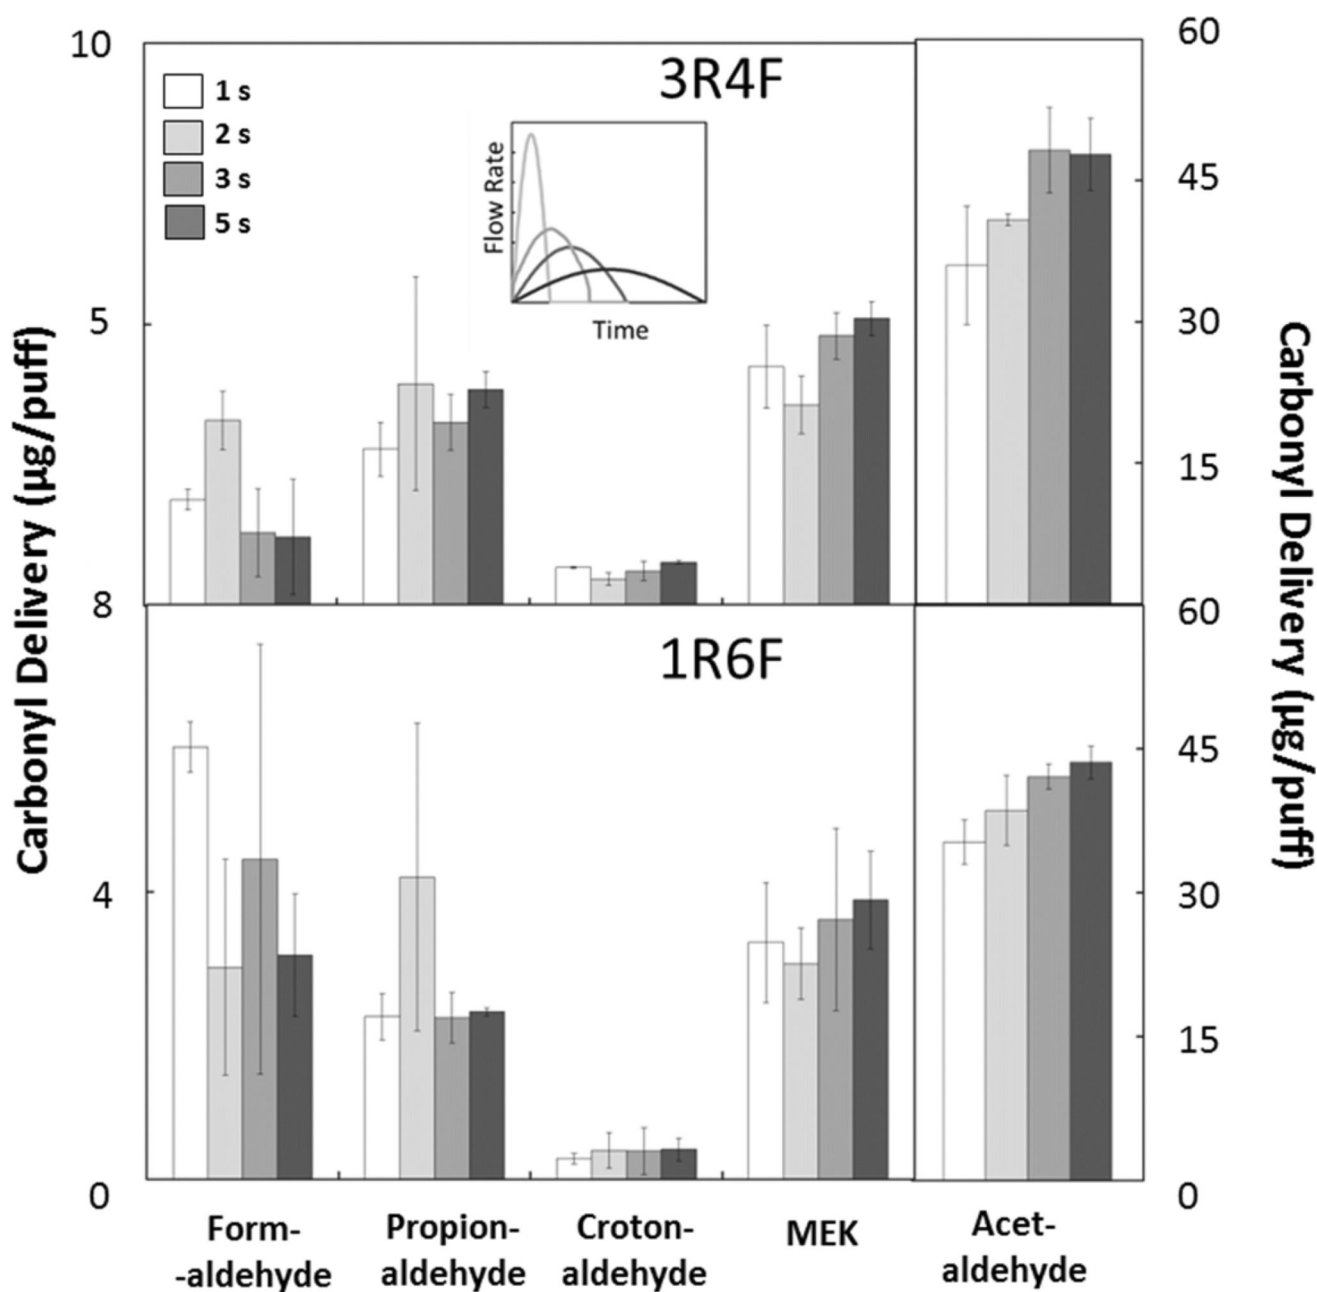 10
3R4F
60
1 s
2 s
3 s
5 s
Flow Rate
Time
45
5
30
15
Carbonyl Delivery (µg/puff)
Carbonyl Delivery (µg/puff)
8
1R6F
60
45
4
30
15
0
0
Form-
-aldehyde
Propion-
aldehyde
Croton-
aldehyde
MEK
Acet-
aldehyde